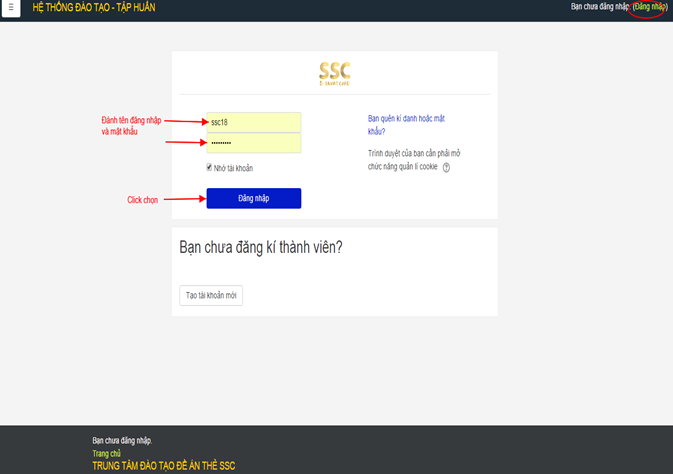 HỆ THỐNG ĐÀO TẠO - TẬP HUẤN
Bạn chưa đăng nhập. (Đăng nhập)
SSC
Đánh tên đăng nhập
và mật khẩu
ssc18
•••••••••
Nhớ tài khoản
Click chọn
Đăng nhập
Bạn quên kí danh hoặc mật
khẩu?
Trình duyệt của bạn cần phải mở
chức năng quản lí cookie
Bạn chưa đăng kí thành viên?
Tạo tài khoản mới
Bạn chưa đăng nhập.
Trang chủ
TRUNG TÂM ĐÀO TẠO ĐỀ ÁN THẺ SSC